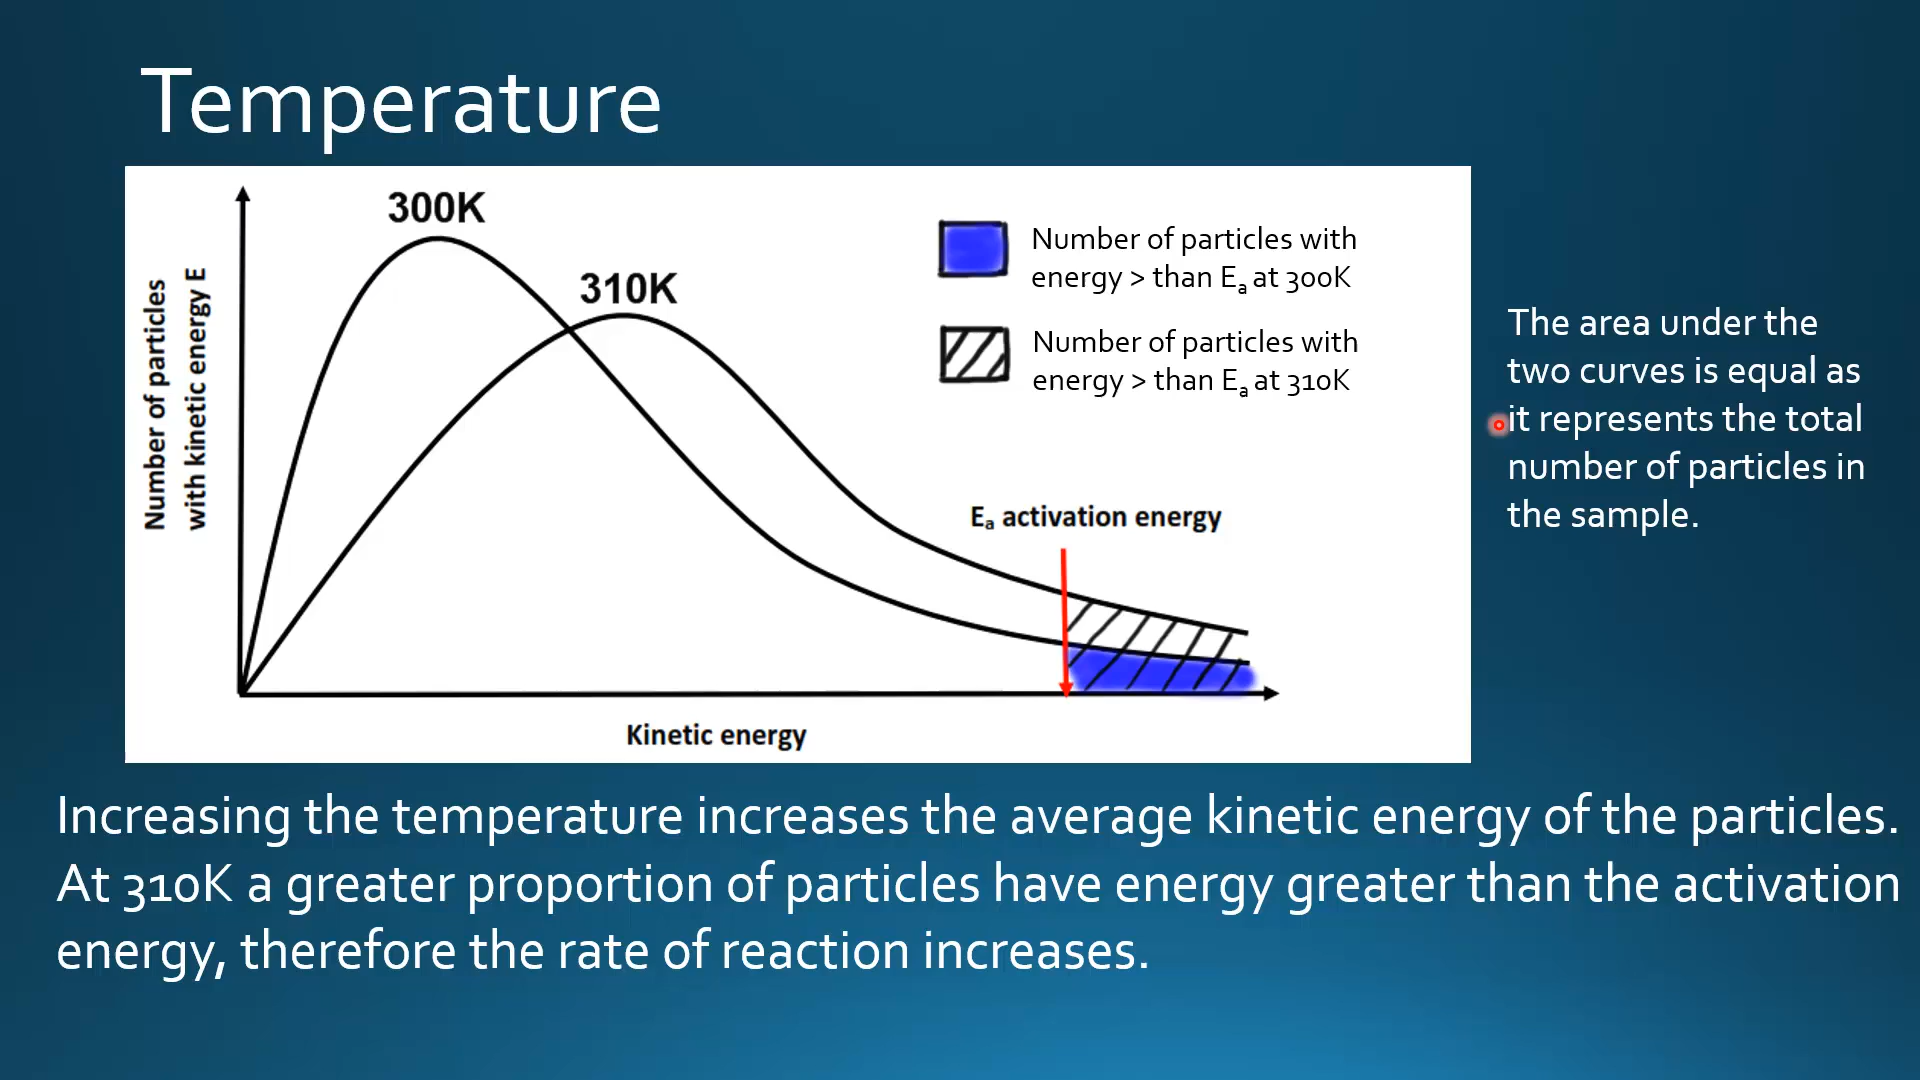 Temperature
300K
310K
Number of particles
with kinetic energy E
Number of particles with
energy > than Eₐ at 300K
Number of particles with
energy > than Eₐ at 310K
Eₐ activation energy
Kinetic energy
The area under the
two curves is equal as
it represents the total
number of particles in
the sample.
Increasing the temperature increases the average kinetic energy of the particles.
At 310K a greater proportion of particles have energy greater than the activation
energy, therefore the rate of reaction increases.